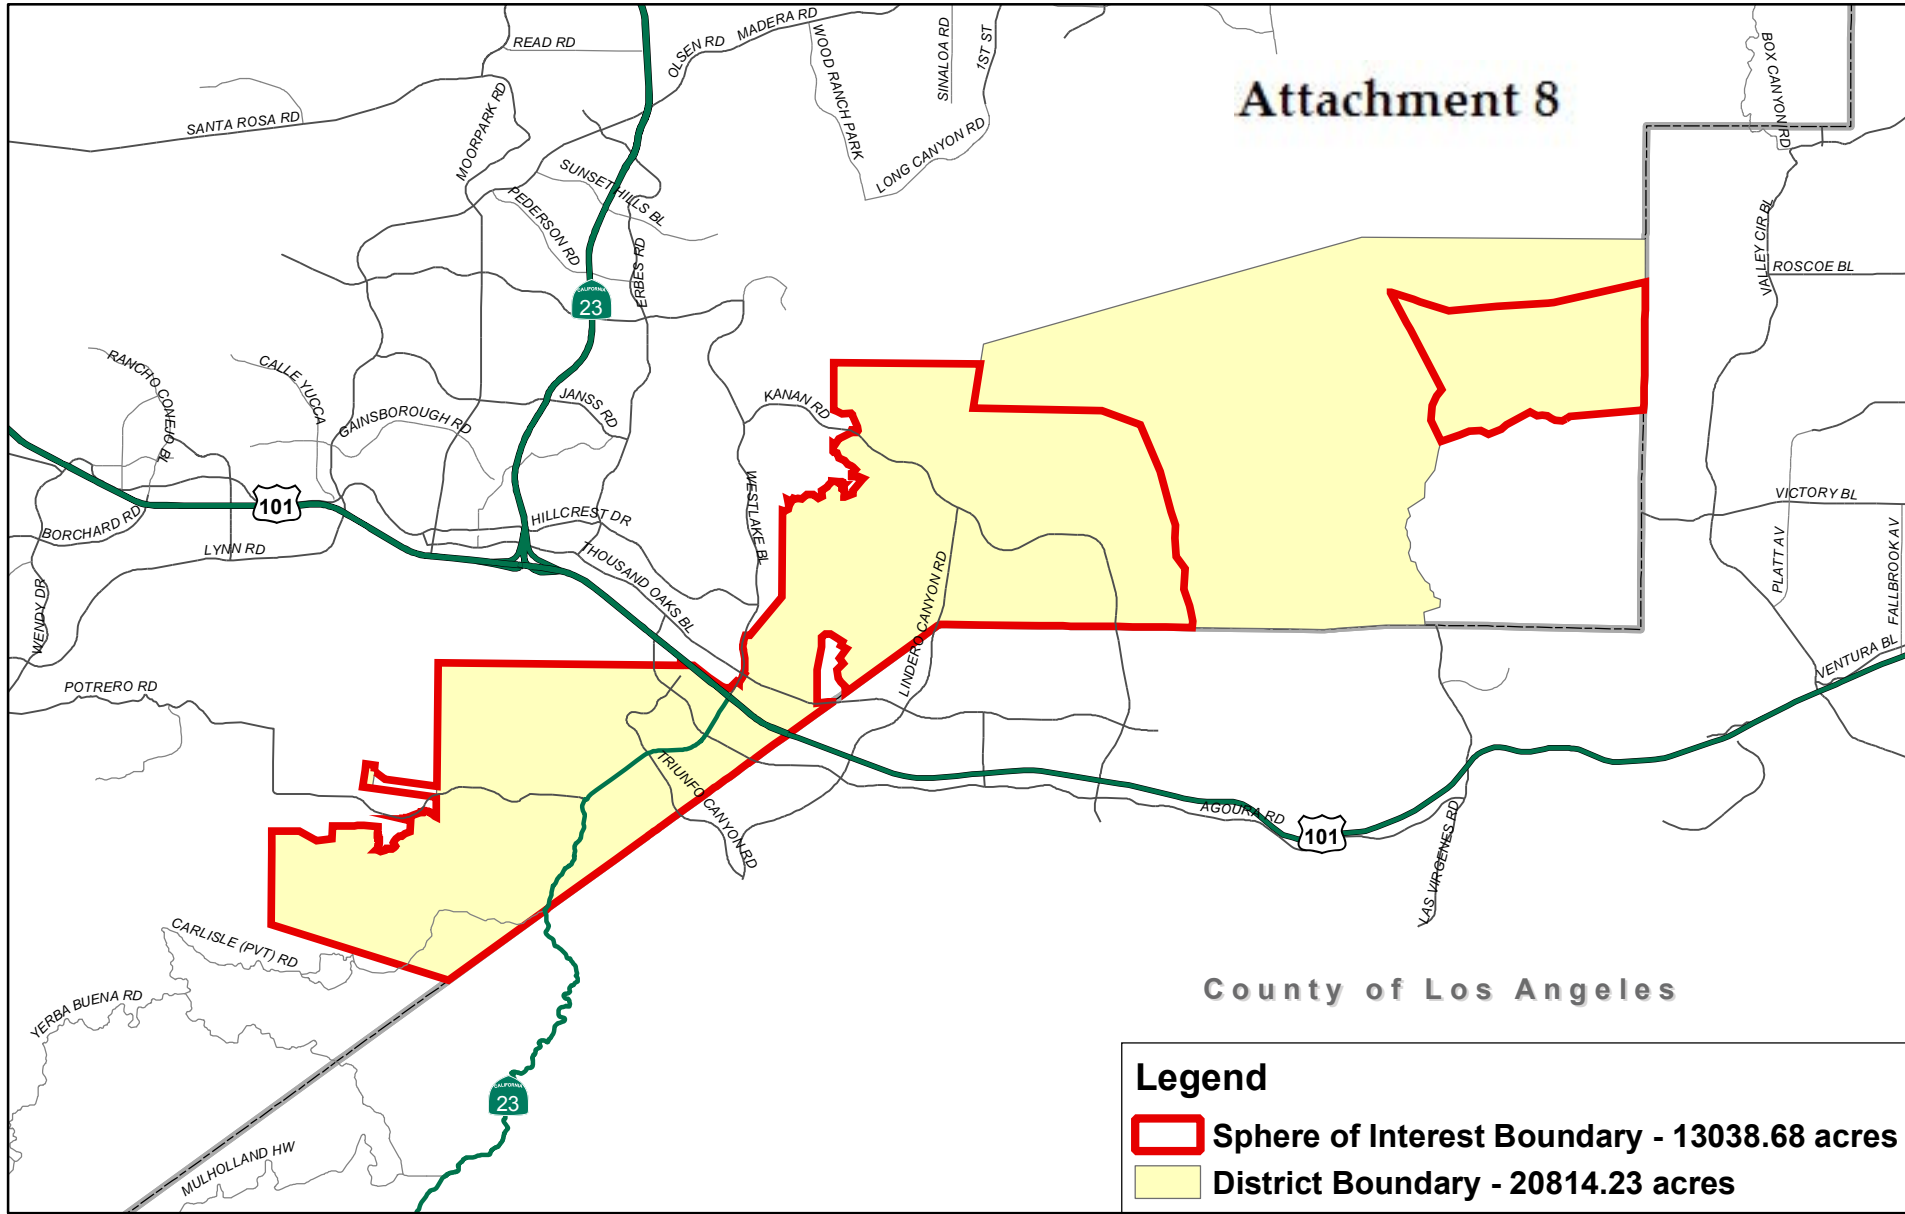 READ RD
OLSEN RD
MADERA RD
WOOD RANCH PARK
SINALOA RD
1ST ST
LONG CANYON RD
Attachment 8
BOX CANYON RD
SANTA ROSA RD
MOORPARK RD
SUNSET HILLS BL
PEDERSON RD
ERBES RD
VALLEY CIR BL
ROSCOE BL
CALIFORNIA
23
RANCHO CONEJO BL
CALLE YUCCA
GAINSBOROUGH RD
JANSS RD
KANAN RD
WESTLAKE BL
101
BORCHARD RD
LYNN RD
HILLCREST DR
THOUSAND OAKS BL
WENDY DR
LINDERO CANYON RD
VICTORY BL
PLATT AV
FALLBROOK AV
VENTURA BL
POTRERO RD
TRIUNFO CANYON RD
AGOURA RD
101
LAS VIRGENES RD
CARLISLE (PVT) RD
YERBA BUENA RD
CALIFORNIA
23
MULHOLLAND HW
County of Los Angeles
Legend
Sphere of Interest Boundary - 13038.68 acres
District Boundary - 20814.23 acres